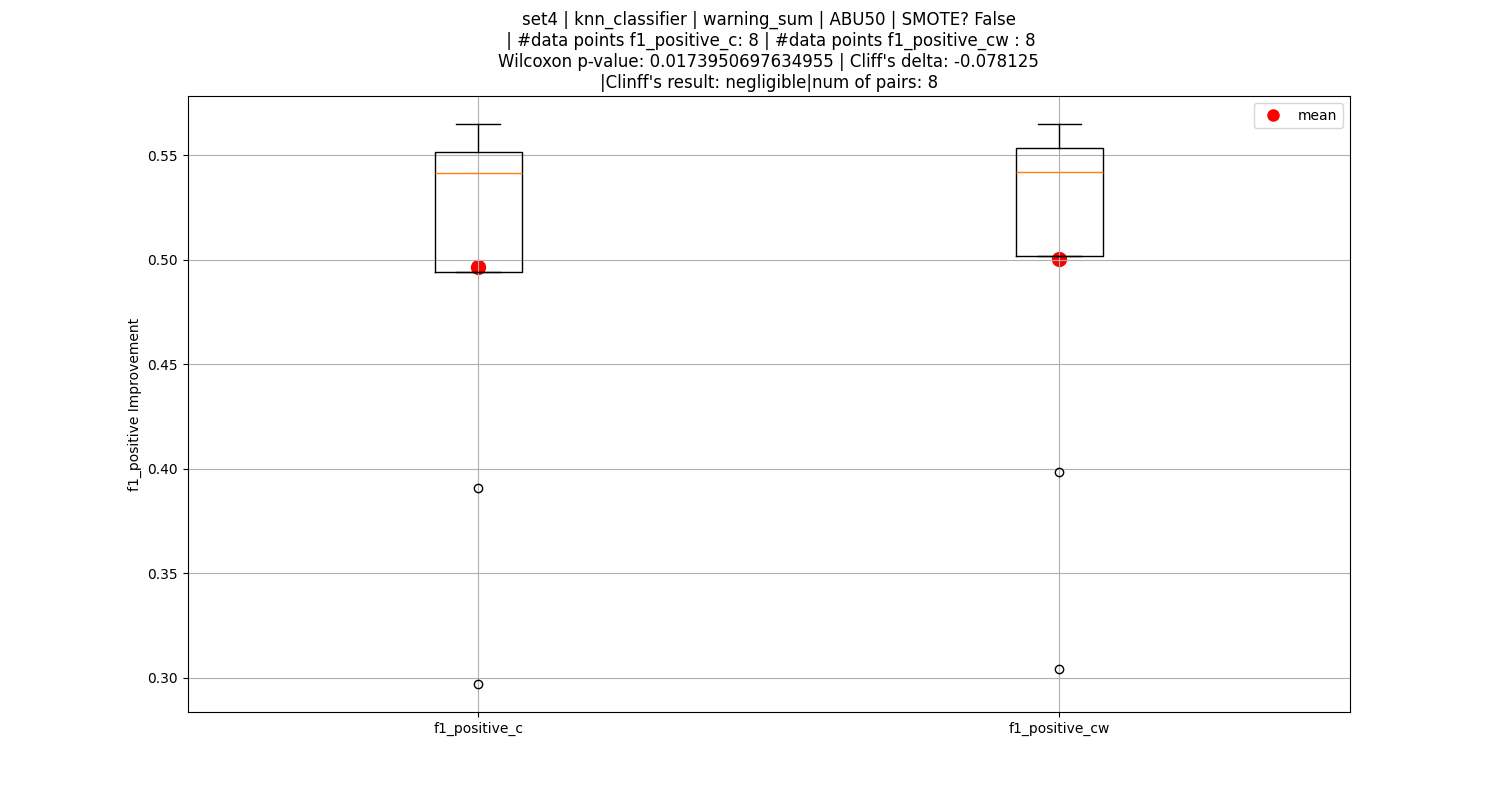 set4 | knn_classifier | warning_sum | ABU50 | SMOTE? False
| #data points f1_positive_c: 8 | #data points f1_positive_cw : 8
Wilcoxon p-value: 0.0173950697634955 | Cliff's delta: -0.078125
|Clinff's result: negligible|num of pairs: 8
mean
f1_positive Improvement
0.55
0.50
0.45
0.40
0.35
0.30
f1_positive_c
f1_positive_cw